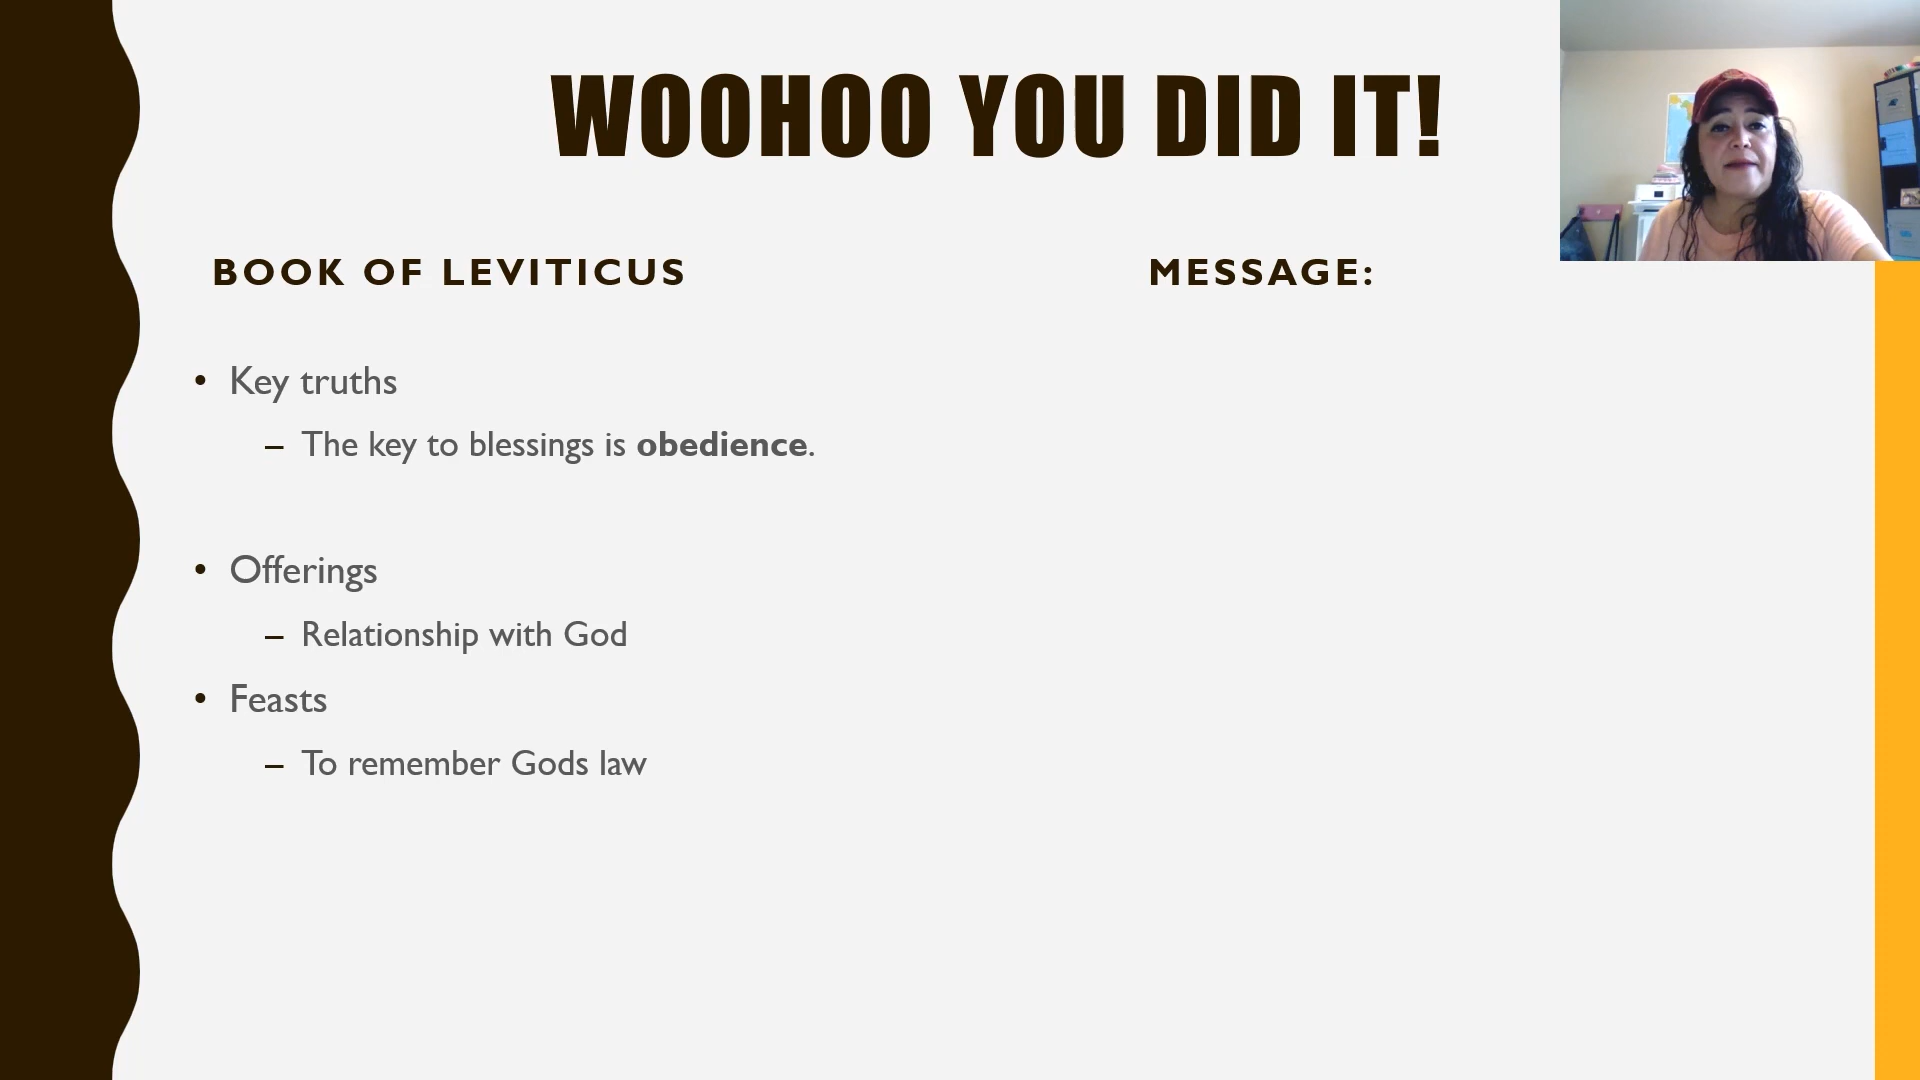 WOOHOO YOU DID IT!
BOOK OF LEVITICUS
• Key truths
– The key to blessings is obedience.
• Offerings
– Relationship with God
• Feasts
– To remember Gods law
MESSAGE: